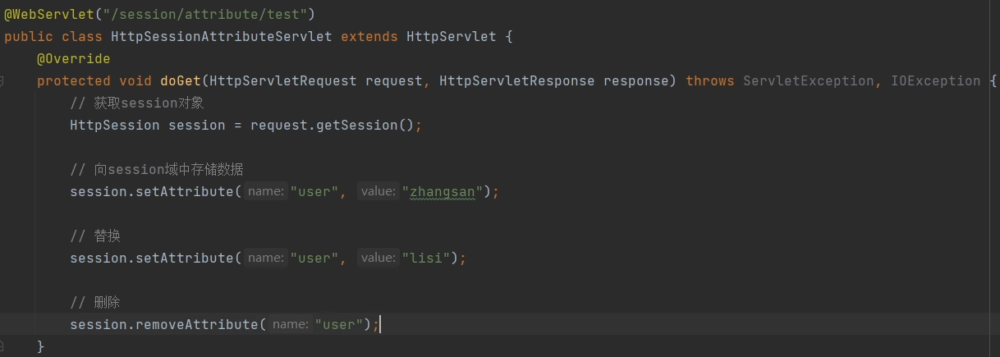 @WebServlet("/session/attribute/test")
public class HttpSessionAttributeServlet extends HttpServlet {
@Override
protected void doGet(HttpServletRequest request, HttpServletResponse response) throws ServletException, IOException {
// 获取session对象
HttpSession session = request.getSession();
// 向session域中存储数据
session.setAttribute( name: "user", value: "zhangsan");
// 替换
session.setAttribute( name: "user", value: "lisi");
// 删除
session.removeAttribute( name: "user");
}